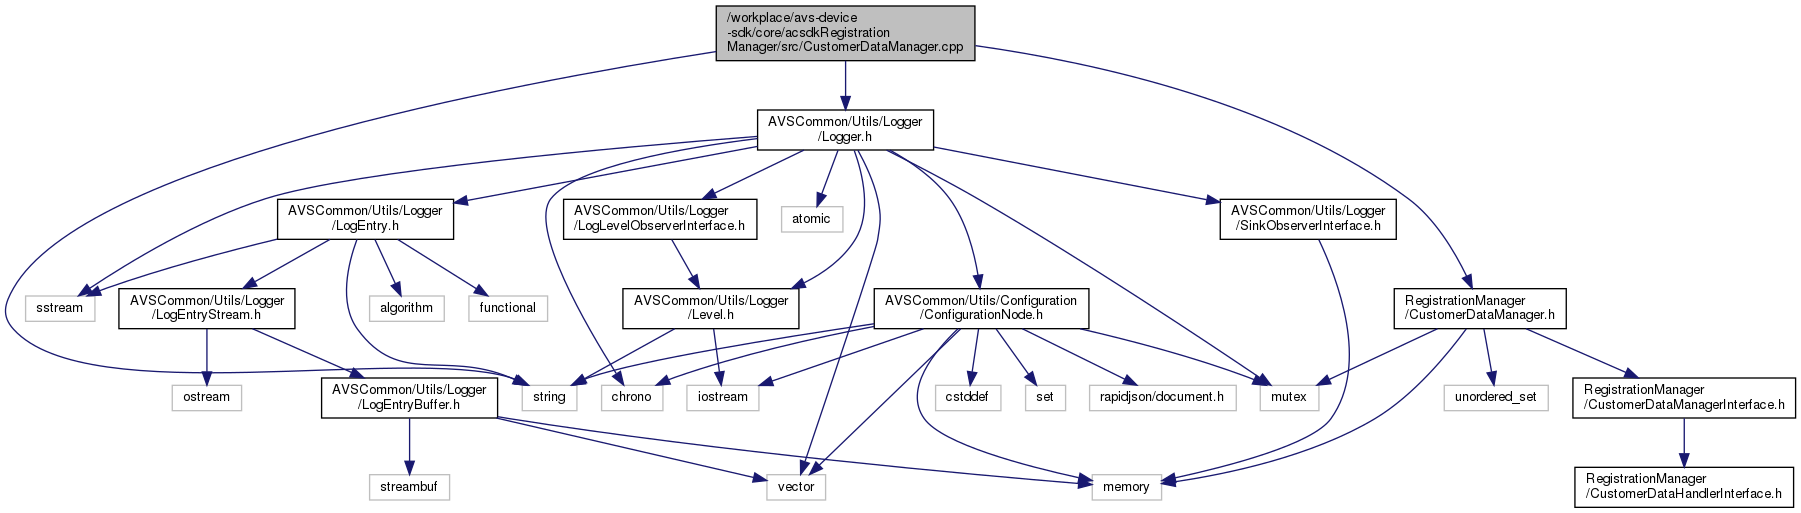 /workplace/avs-device
-sdk/core/acsdkRegistration
Manager/src/CustomerDataManager.cpp
AVSCommon/Utils/Logger
/Logger.h
AVSCommon/Utils/Logger
/LogEntry.h
AVSCommon/Utils/Logger
/LogLevelObserverInterface.h
atomic
AVSCommon/Utils/Logger
/SinkObserverInterface.h
sstream
AVSCommon/Utils/Logger
/LogEntryStream.h
algorithm
functional
AVSCommon/Utils/Logger
/Level.h
AVSCommon/Utils/Configuration
/ConfigurationNode.h
RegistrationManager
/CustomerDataManager.h
ostream
AVSCommon/Utils/Logger
/LogEntryBuffer.h
string
chrono
iostream
cstddef
set
rapidjson/document.h
mutex
unordered_set
RegistrationManager
/CustomerDataManagerInterface.h
streambuf
vector
memory
RegistrationManager
/CustomerDataHandlerInterface.h